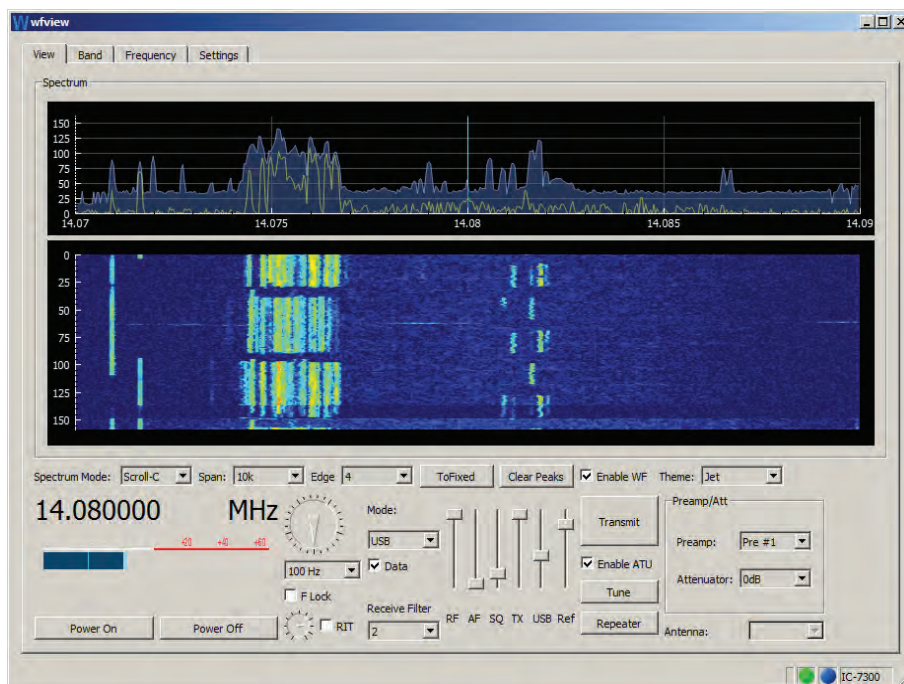 wfview
View Band Frequency Settings
Spectrum
150
125
100
75
50
25
0
14.07 14.075 14.08 14.085 14.09
0
25
50
75
100
125
150
Spectrum Mode: Scroll-C Span: 10k Edge 4 ToFixed Clear Peaks Enable WF Theme: Jet
14.080000 MHz
+20 +40 +60
100 Hz
F Lock
RIT
Power On Power Off
Mode:
USB
Data
Receive Filter
2
RF AF SQ TX USB Ref
Transmit
Enable ATU
Tune
Repeater
Preamp/Att
Preamp: Pre #1
Attenuator: 0dB
Antenna:
IC-7300